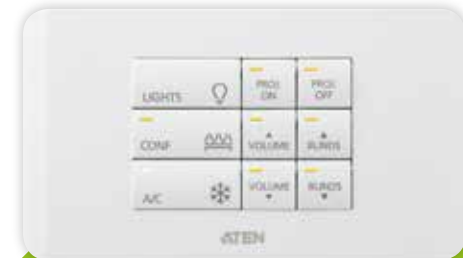 LIGHTS
PROJ. ON
PROJ. OFF
CONF
▲ VOLUME
▲ BLINDS
A/C
VOLUME ▼
BLINDS ▼
ATEN